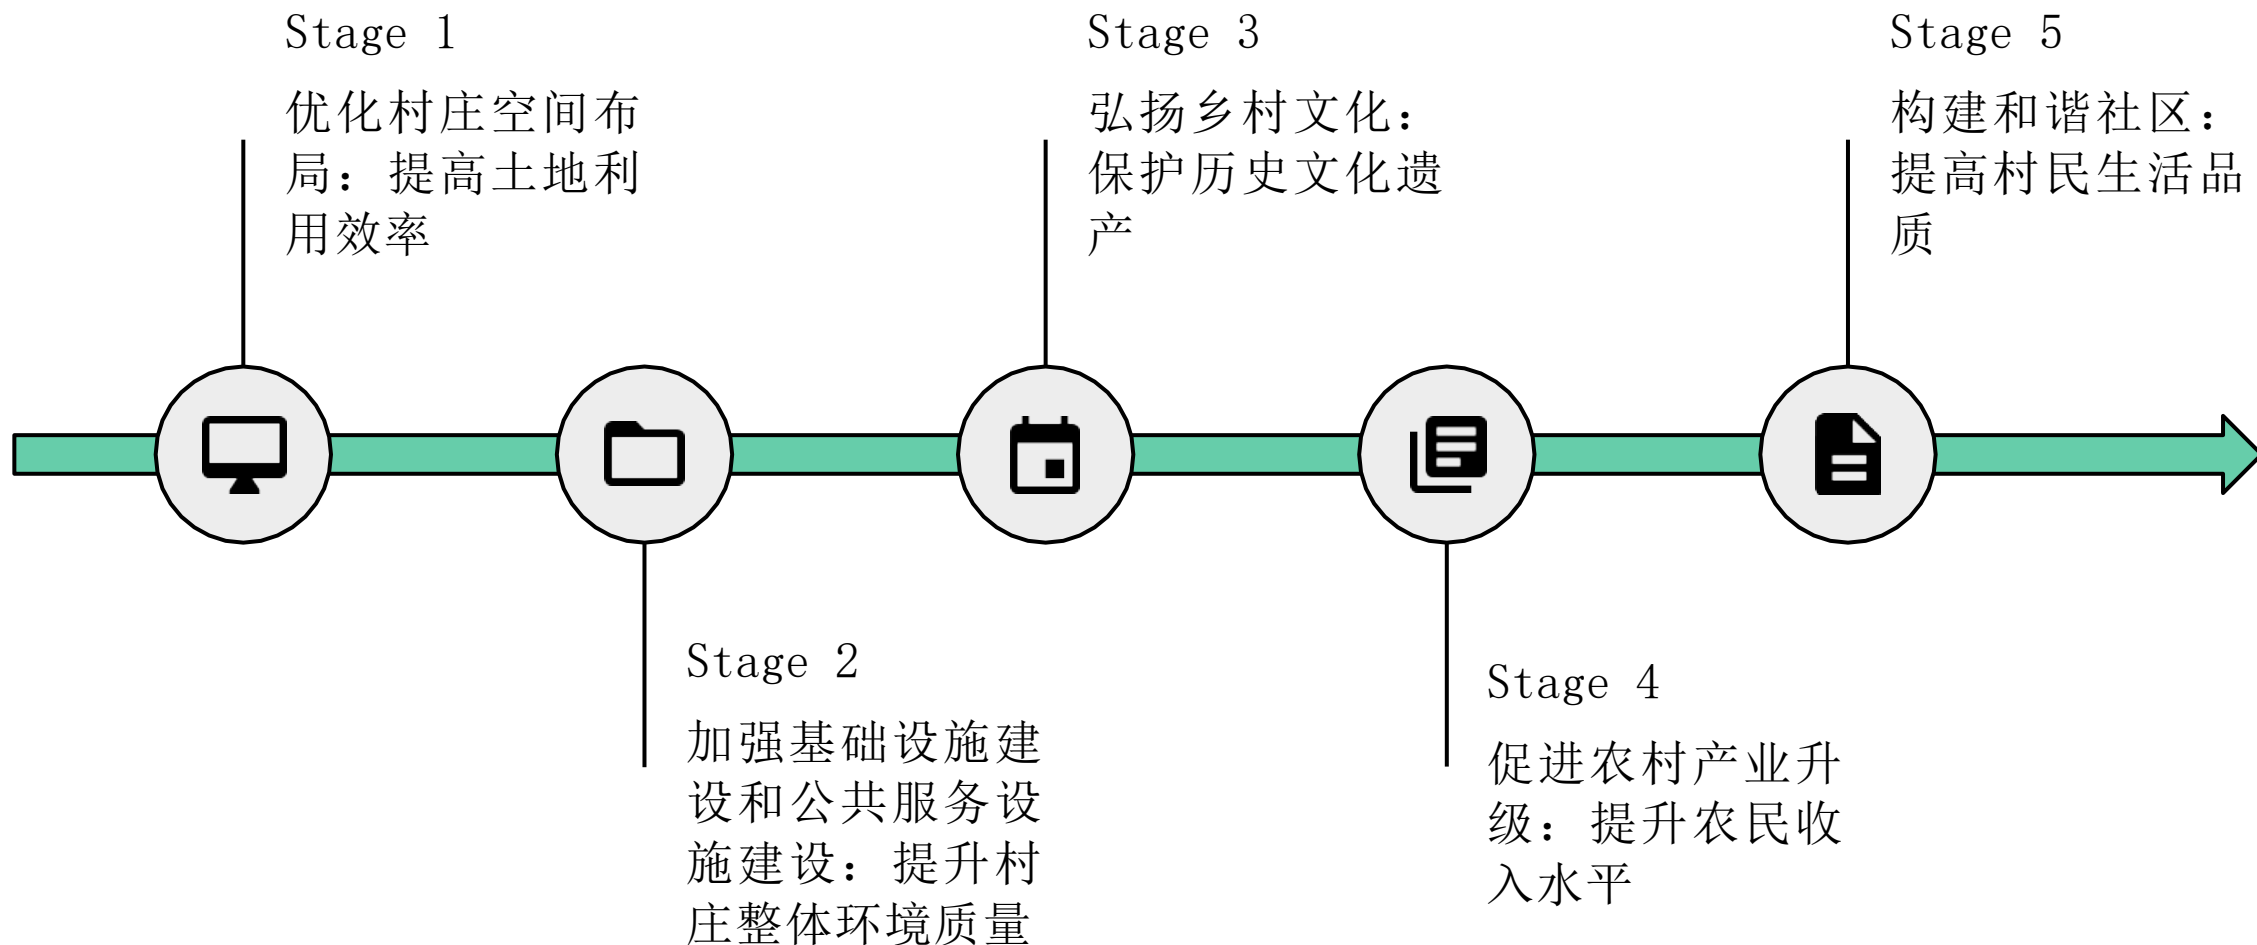 Stage 1
优化村庄空间布
局：提高土地利
用效率
Stage 2
加强基础设施建
设和公共服务设
施建设：提升村
庄整体环境质量
Stage 3
弘扬乡村文化：
保护历史文化遗
产
Stage 4
促进农村产业升
级：提升农民收
入水平
Stage 5
构建和谐社区：
提高村民生活品
质